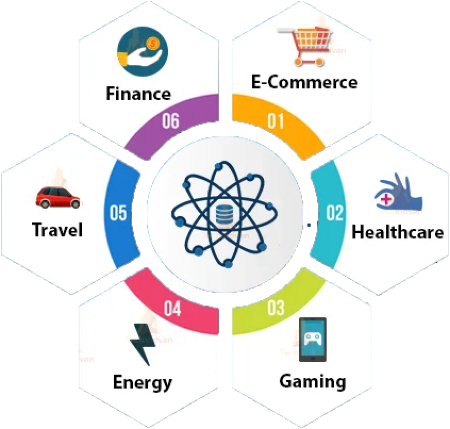 Finance
E-Commerce
06
01
Travel
05
02
Healthcare
04
03
Energy
Gaming